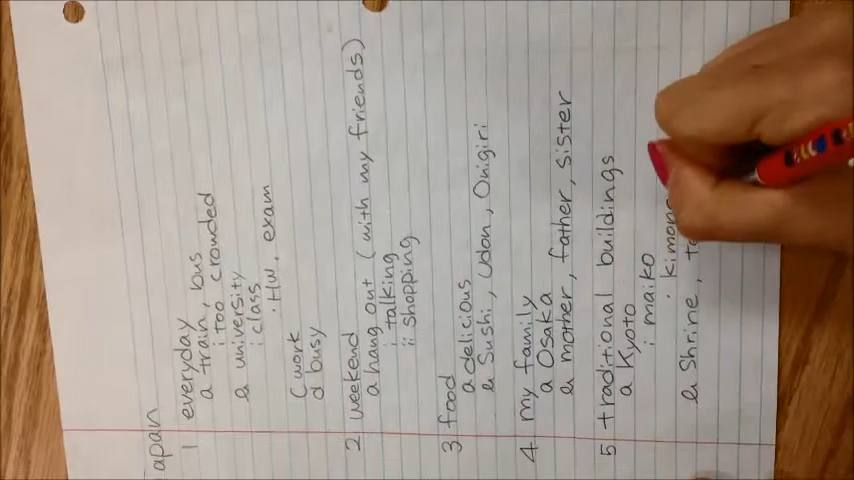 apan
1 everyday
a train, bus
i too crowded
b university
i class
· HW, exam
c work
d busy
2 weekend
a hang out (with my friends)
i talking
ii shopping
3 food
a delicious
b Sushi, Udon, Onigiri
4 my family
a Osaka
b mother, father, sister
5 traditional buildings
a Kyoto
i maiko
·
b Shrine,